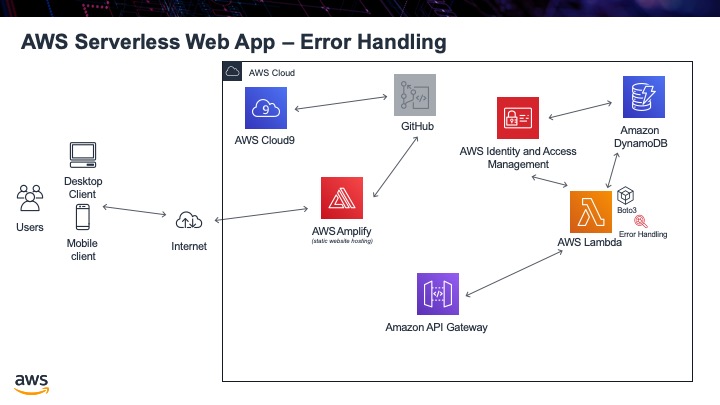 AWS Serverless Web App – Error Handling
AWS Cloud
9
AWS Cloud9
GitHub
AWS Identity and Access
Management
Amazon
DynamoDB
Desktop
Client
Users
Mobile
client
Internet
AWS Amplify
(static website hosting)
Boto3
Error Handling
AWS Lambda
Amazon API Gateway
aws